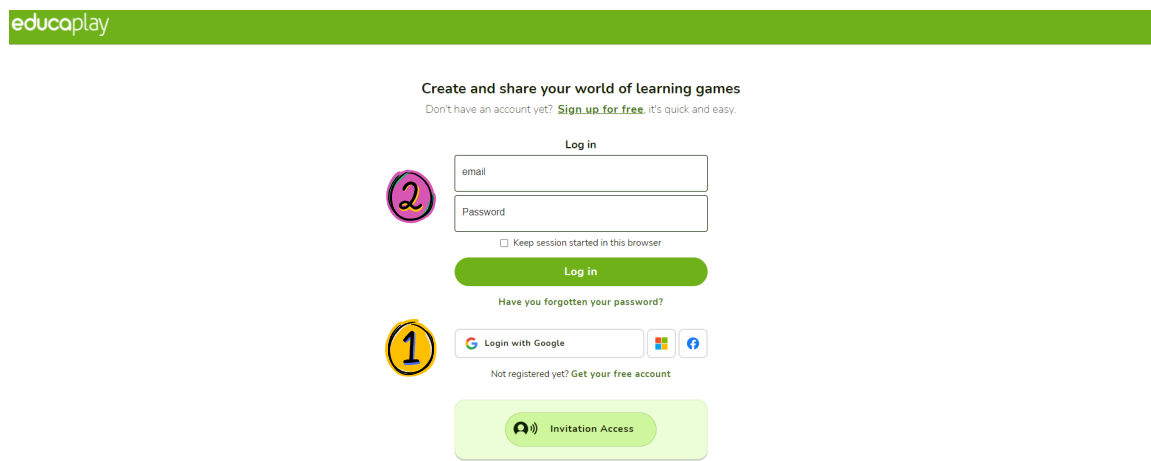 educaplay
Create and share your world of learning games
Don't have an account yet? Sign up for free, it's quick and easy.
Log in
email
2
Password
Keep session started in this browser
Log in
Have you forgotten your password?
1
Login with Google
Not registered yet? Get your free account
Invitation Access